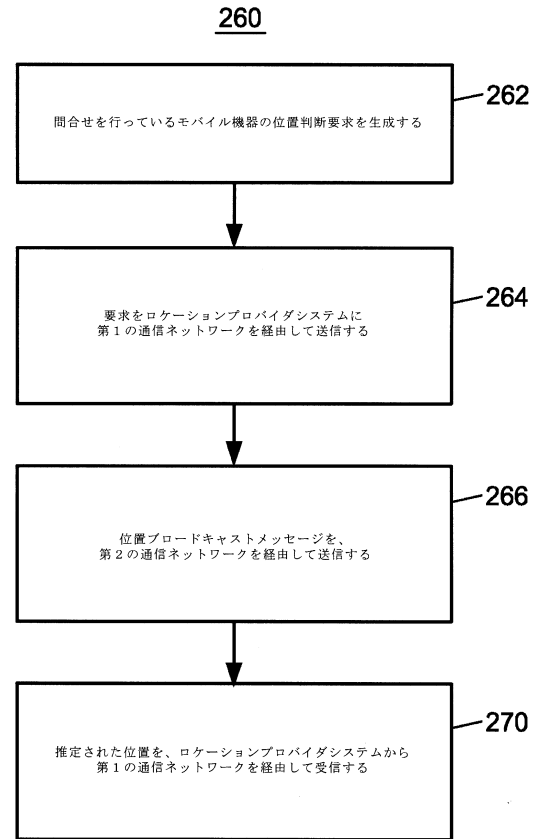 260
問合せを行っているモバイル機器の位置判断要求を生成する
262
要求をロケーションプロバイダシステムに
第1の通信ネットワークを経由して送信する
264
位置ブロードキャストメッセージを、
第2の通信ネットワークを経由して送信する
266
推定された位置を、ロケーションプロバイダシステムから
第1の通信ネットワークを経由して受信する
270